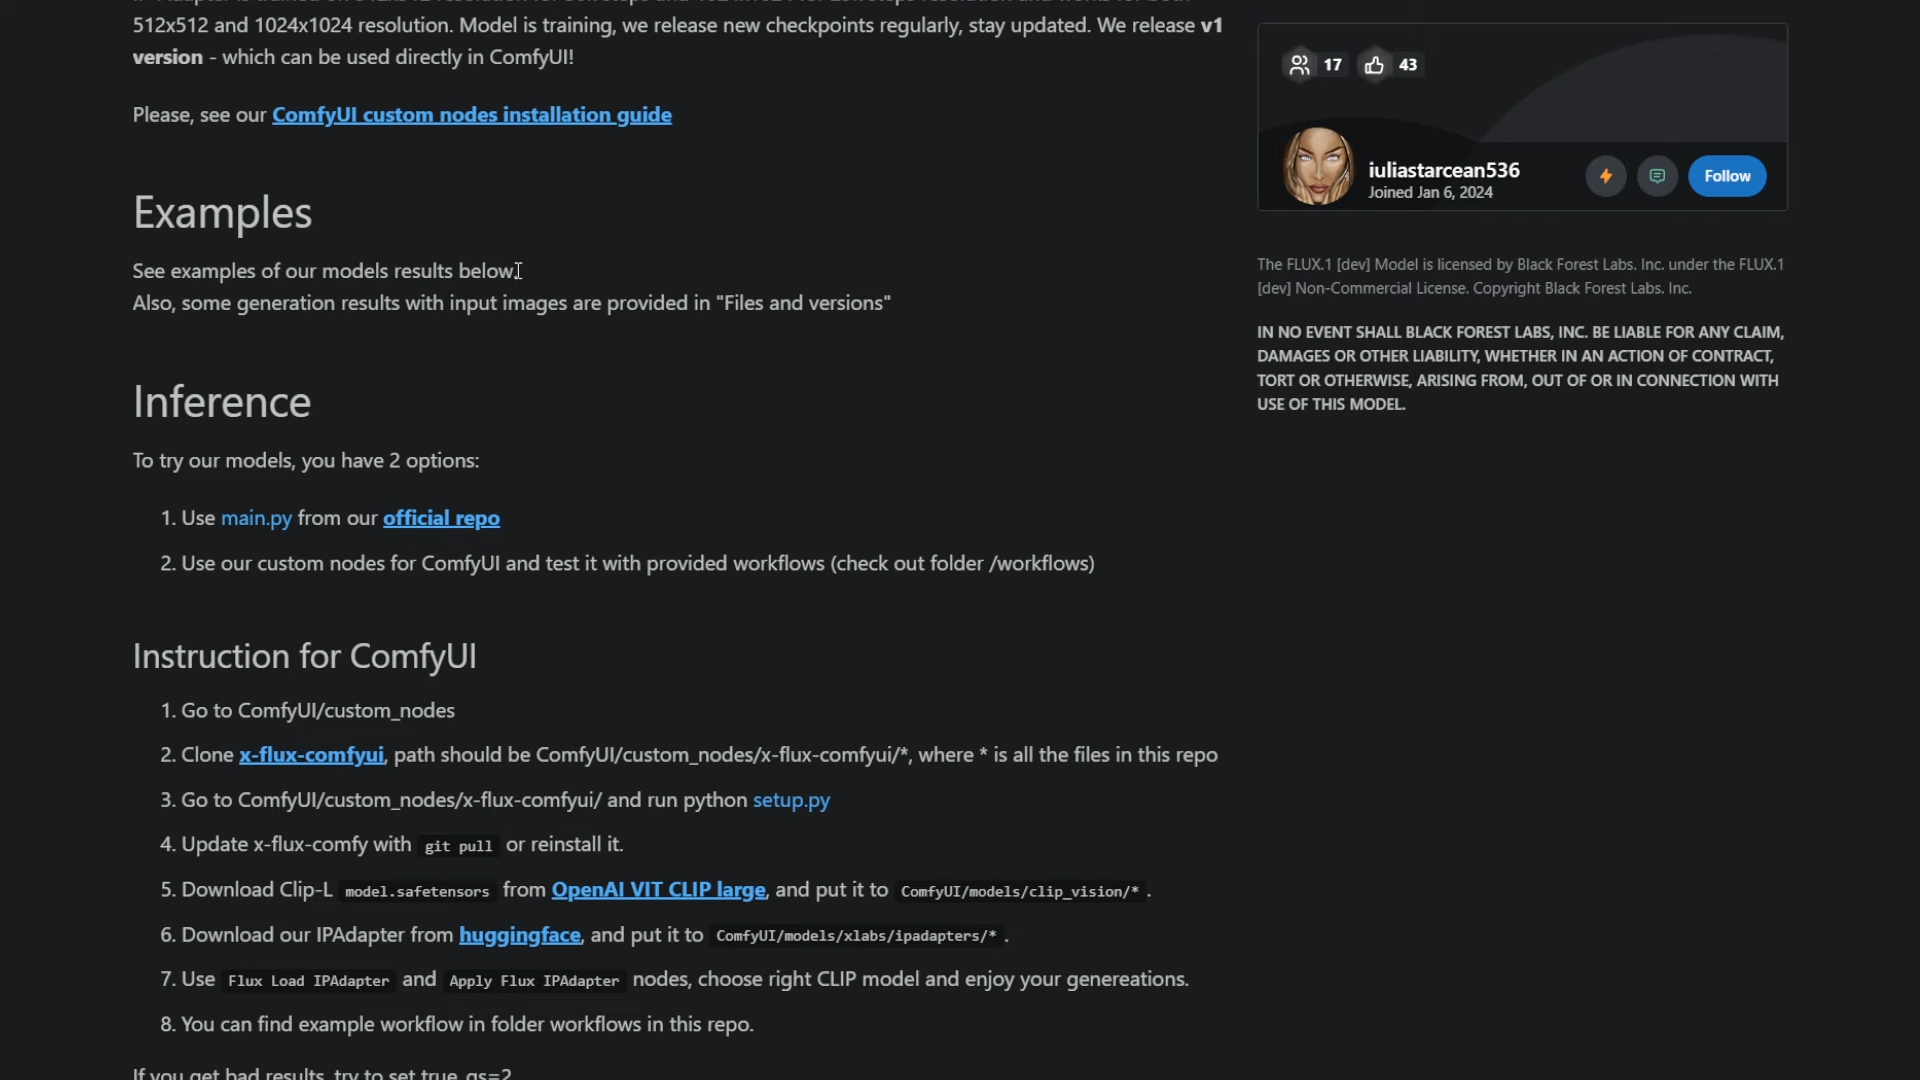 512x512 and 1024x1024 resolution. Model is training, we release new checkpoints regularly, stay updated. We release v1
version - which can be used directly in ComfyUI!
Please, see our ComfyUI custom nodes installation guide
Examples
See examples of our models results below.
Also, some generation results with input images are provided in "Files and versions"
Inference
To try our models, you have 2 options:
1. Use main.py from our official repo
2. Use our custom nodes for ComfyUI and test it with provided workflows (check out folder /workflows)
Instruction for ComfyUI
1. Go to ComfyUI/custom_nodes
2. Clone x-flux-comfyui, path should be ComfyUI/custom_nodes/x-flux-comfyui/*, where * is all the files in this repo
3. Go to ComfyUI/custom_nodes/x-flux-comfyui/ and run python setup.py
4. Update x-flux-comfy with git pull or reinstall it.
5. Download Clip-L model.safetensors from OpenAI VIT CLIP large, and put it to ComfyUI/models/clip_vision/* .
6. Download our IPAdapter from huggingface, and put it to ComfyUI/models/xlabs/ipadapters/* .
7. Use Flux Load IPAdapter and Apply Flux IPAdapter nodes, choose right CLIP model and enjoy your genereations.
8. You can find example workflow in folder workflows in this repo.
If you get bad results, try to set true_gs=2
17 43
iuliastarcean536
Joined Jan 6, 2024
Follow
The FLUX.1 [dev] Model is licensed by Black Forest Labs. Inc. under the FLUX.1
[dev] Non-Commercial License. Copyright Black Forest Labs. Inc.
IN NO EVENT SHALL BLACK FOREST LABS, INC. BE LIABLE FOR ANY CLAIM,
DAMAGES OR OTHER LIABILITY, WHETHER IN AN ACTION OF CONTRACT,
TORT OR OTHERWISE, ARISING FROM, OUT OF OR IN CONNECTION WITH
USE OF THIS MODEL.